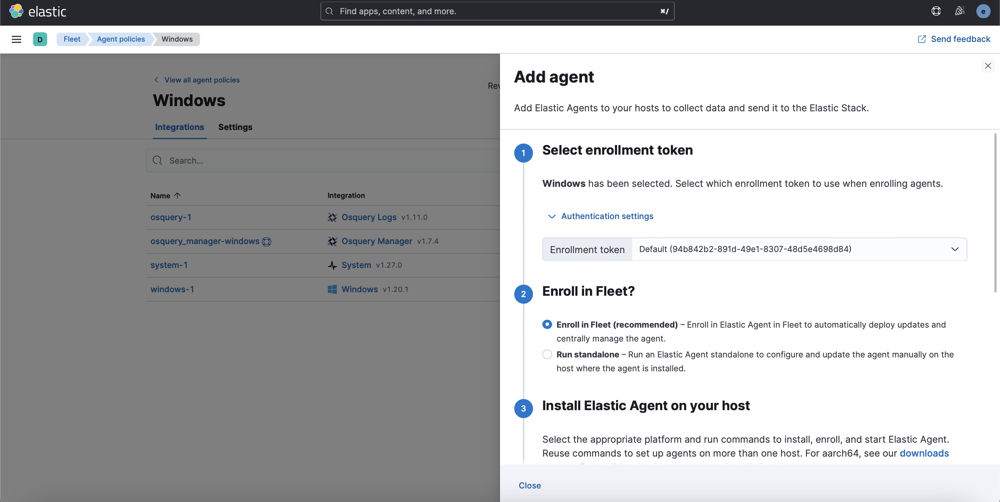 elastic
Find apps, content, and more.
⌘/
e
D
Fleet
Agent policies
Windows
Send feedback
View all agent policies
Windows
Integrations
Settings
Search...
Name
Integration
osquery-1
Osquery Logs v1.11.0
osquery_manager-windows
Osquery Manager v1.7.4
system-1
System v1.27.0
windows-1
Windows v1.20.1
Add agent
Add Elastic Agents to your hosts to collect data and send it to the Elastic Stack.
1
Select enrollment token
Windows has been selected. Select which enrollment token to use when enrolling agents.
Authentication settings
Enrollment token
Default (94b842b2-891d-49e1-8307-48d5e4698d84)
2
Enroll in Fleet?
Enroll in Fleet (recommended) – Enroll in Elastic Agent in Fleet to automatically deploy updates and
centrally manage the agent.
Run standalone – Run an Elastic Agent standalone to configure and update the agent manually on the
host where the agent is installed.
3
Install Elastic Agent on your host
Select the appropriate platform and run commands to install, enroll, and start Elastic Agent.
Reuse commands to set up agents on more than one host. For aarch64, see our downloads
Close